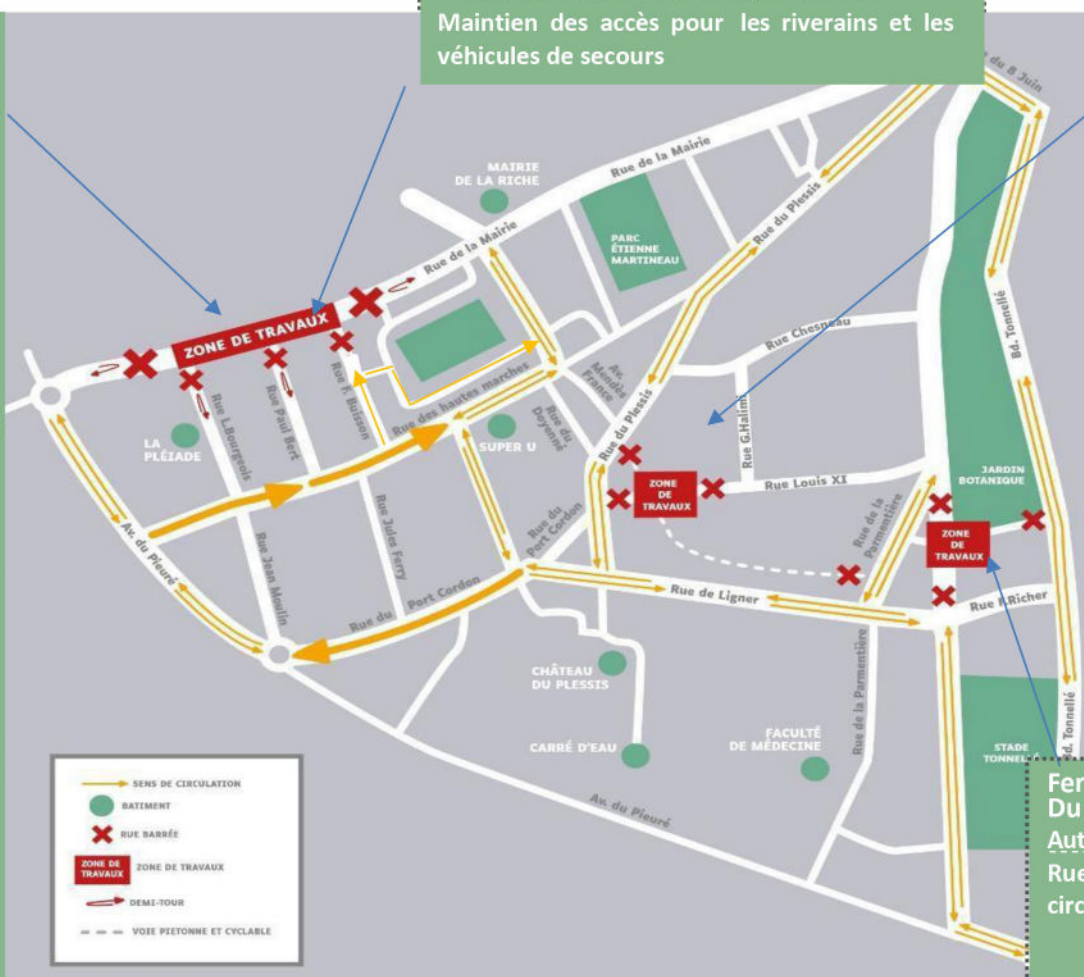 Maintien des accès pour les riverains et les
véhicules de secours
du 8 Juin
MAIRIE
DE LA RICHE
Rue de la Mairie
Rue du Plessis
PARC
ÉTIENNE
MARTINEAU
Rue de la Mairie
ZONE DE TRAVAUX
Rue Chesneau
Bd. Tonnellé
Av.
Mendès
France
Rue F. Buisson
Rue des hautes marches
Rue Paul Bert
Rue L.Bourgeois
LA
PLÉIADE
SUPER U
Rue du
Doyenné
Rue du Plessis
Rue G.Halimi
ZONE
DE
TRAVAUX
Rue Louis XI
JARDIN
BOTANIQUE
Rue du
Port Cordon
Rue de la
Parmentière
ZONE
DE
TRAVAUX
Av. du Pieuré
Rue Jean Moulin
Rue Jules Ferry
Rue du Port Cordon
Rue de Ligner
Rue F.Richer
CHÂTEAU
DU PLESSIS
Rue de la Parmentière
CARRÉ D'EAU
FACULTÉ
DE MÉDECINE
STADE
TONNELLÉ
Bd. Tonnellé
Av. du Pieuré
SENS DE CIRCULATION
BATIMENT
RUE BARRÉE
ZONE DE
TRAVAUX
ZONE DE TRAVAUX
DEMI-TOUR
VOIE PIETONNE ET CYCLABLE
Fer
Du
Aut
Rue
circ